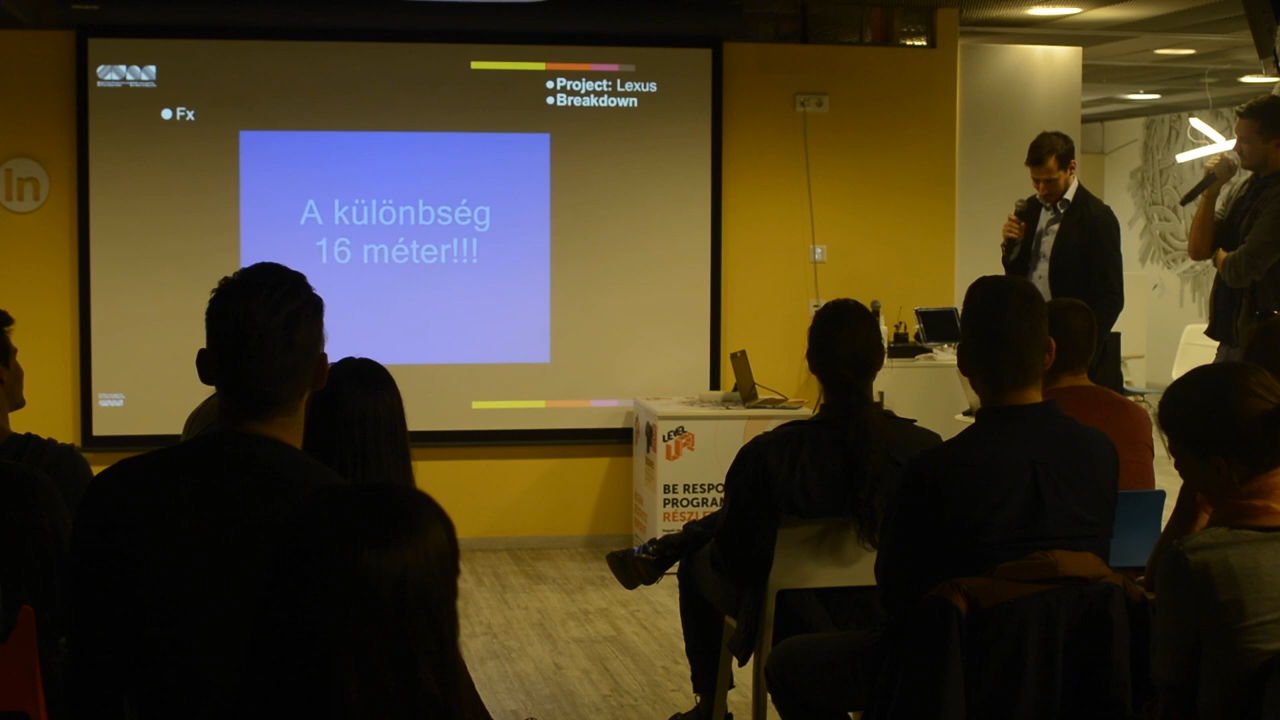 Project: Lexus
Breakdown
Fx
A különbség
16 méter!!!
In
LEVEL
UP!
BE RESPO
PROGRAM
RÉSZLE